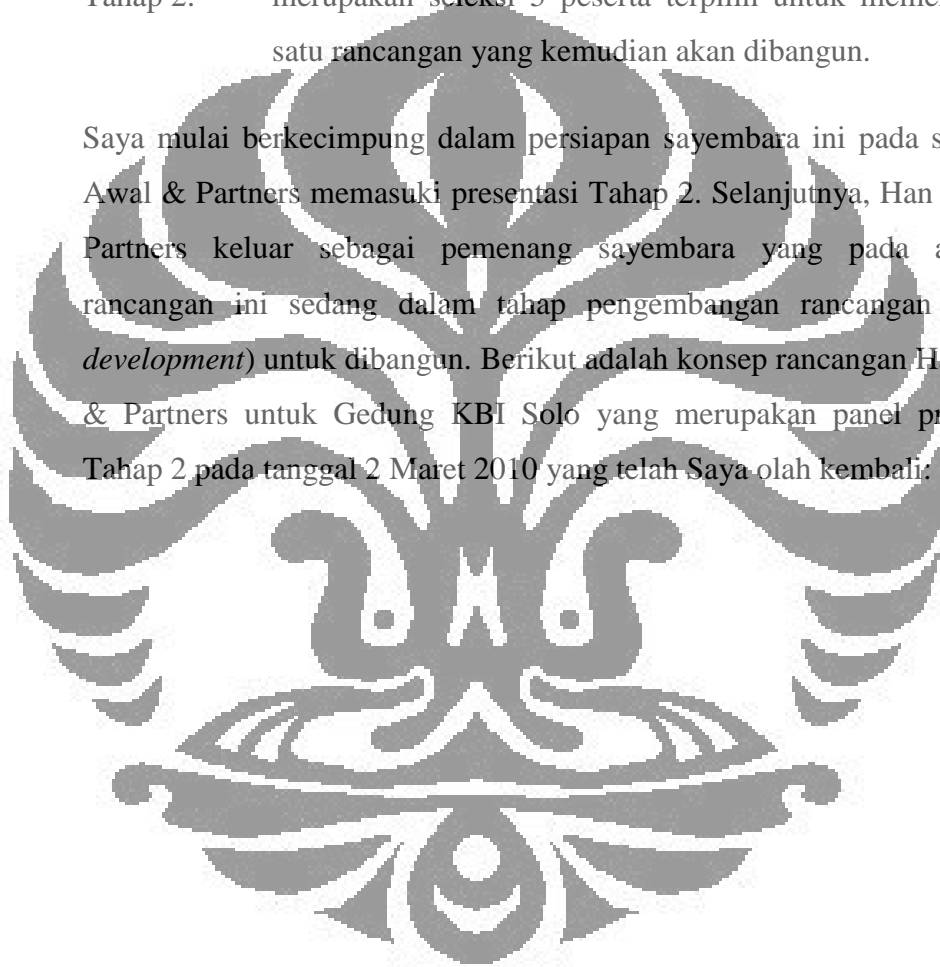 Tahap 2: merupakan seleksi 5 peserta terpilih untuk
satu rancangan yang kemudian akan dibangun.
Saya mulai berkecimpung dalam persiapan sayembara ini pada
Awal & Partners memasuki presentasi Tahap 2. Selanjutnya, Han
Partners keluar sebagai pemenang sayembara yang pada
rancangan ini sedang dalam tahap pengembangan rancangan
development) untuk dibangun. Berikut adalah konsep rancangan
& Partners untuk Gedung KBI Solo yang merupakan panel
Tahap 2 pada tanggal 2 Maret 2010 yang telah Saya olah kembali: